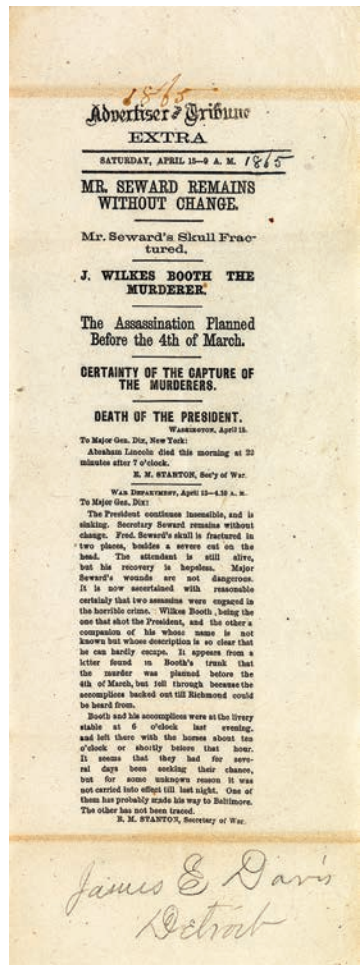 1865
Advertiser and Tribune
EXTRA
SATURDAY, APRIL 15—9 A. M. 1865
MR. SEWARD REMAINS
WITHOUT CHANGE.
Mr. Seward's Skull Frac-
tured.
J. WILKES BOOTH THE
MURDERER.
The Assassination Planned
Before the 4th of March.
CERTAINTY OF THE CAPTURE OF
THE MURDERERS.
DEATH OF THE PRESIDENT.
WASHINGTON, April 15.
To Major Gen. Dix, New York:
Abraham Lincoln died this morning at 22
minutes after 7 o'clock.
E. M. STANTON, Sec'y of War.
WAR DEPARTMENT, April 15—4.10 A. M.
To Major Gen. Dix:
The President continues insensible, and is
sinking. Secretary Seward remains without
change. Fred. Seward's skull is fractured in
two places, besides a severe cut on the
head. The attendant is still alive,
but his recovery is hopeless. Major
Seward's wounds are not dangerous.
It is now ascertained with reasonable
certainly that two assassins were engaged in
the horrible crime. Wilkes Booth, being the
one that shot the President, and the other a
companion of his whose name is not
known but whose description is so clear that
he can hardly escape. It appears from a
letter found in Booth's trunk that
the murder was planned before the
4th of March, but fell through because the
accomplices backed out till Richmond could
be heard from.
Booth and his accomplices were at the livery
stable at 6 o'clock last evening,
and left there with the horses about ten
o'clock or shortly before that hour.
It seems that they had for seve-
ral days been seeking their chance,
but for some unknown reason it was
not carried into effect till last night. One of
them has probably made his way to Baltimore.
The other has not been traced.
E. M. STANTON, Secretary of War.
James E Davis
Detroit